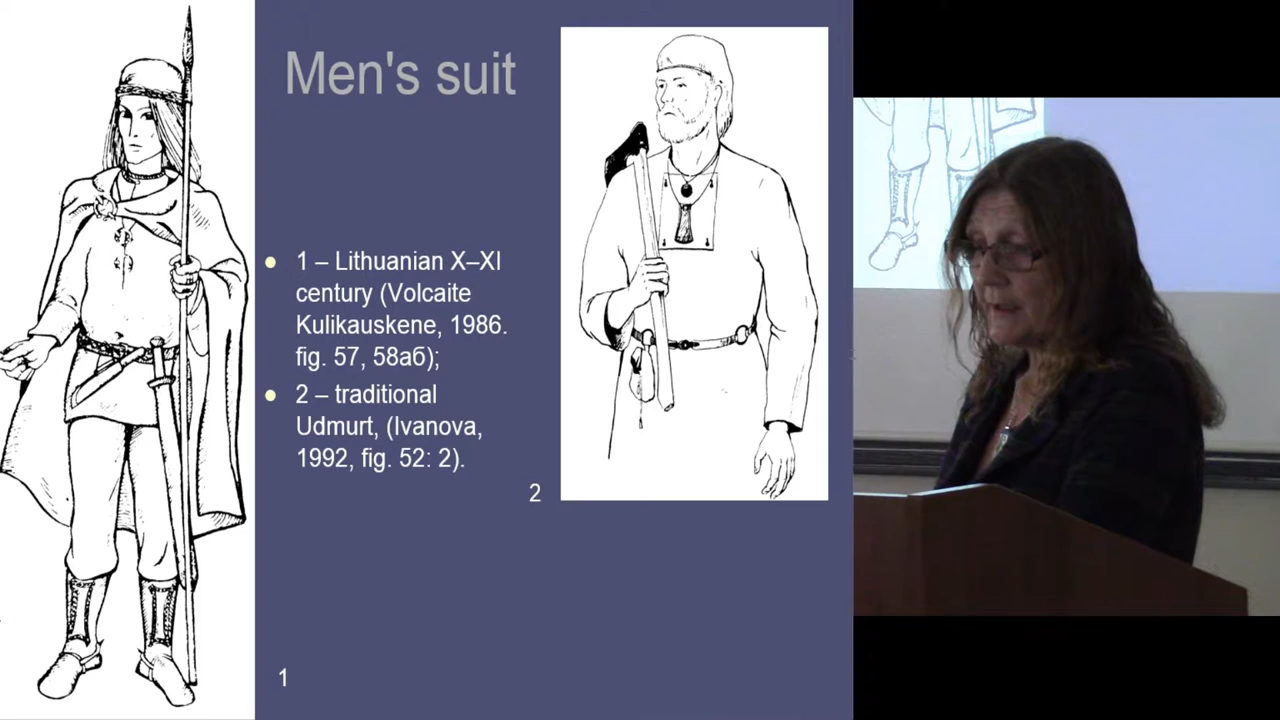 Men's suit
1 – Lithuanian X–XI
century (Volcaite
Kulikauskene, 1986.
fig. 57, 58аб);
2 – traditional
Udmurt, (Ivanova,
1992, fig. 52: 2).
2
1